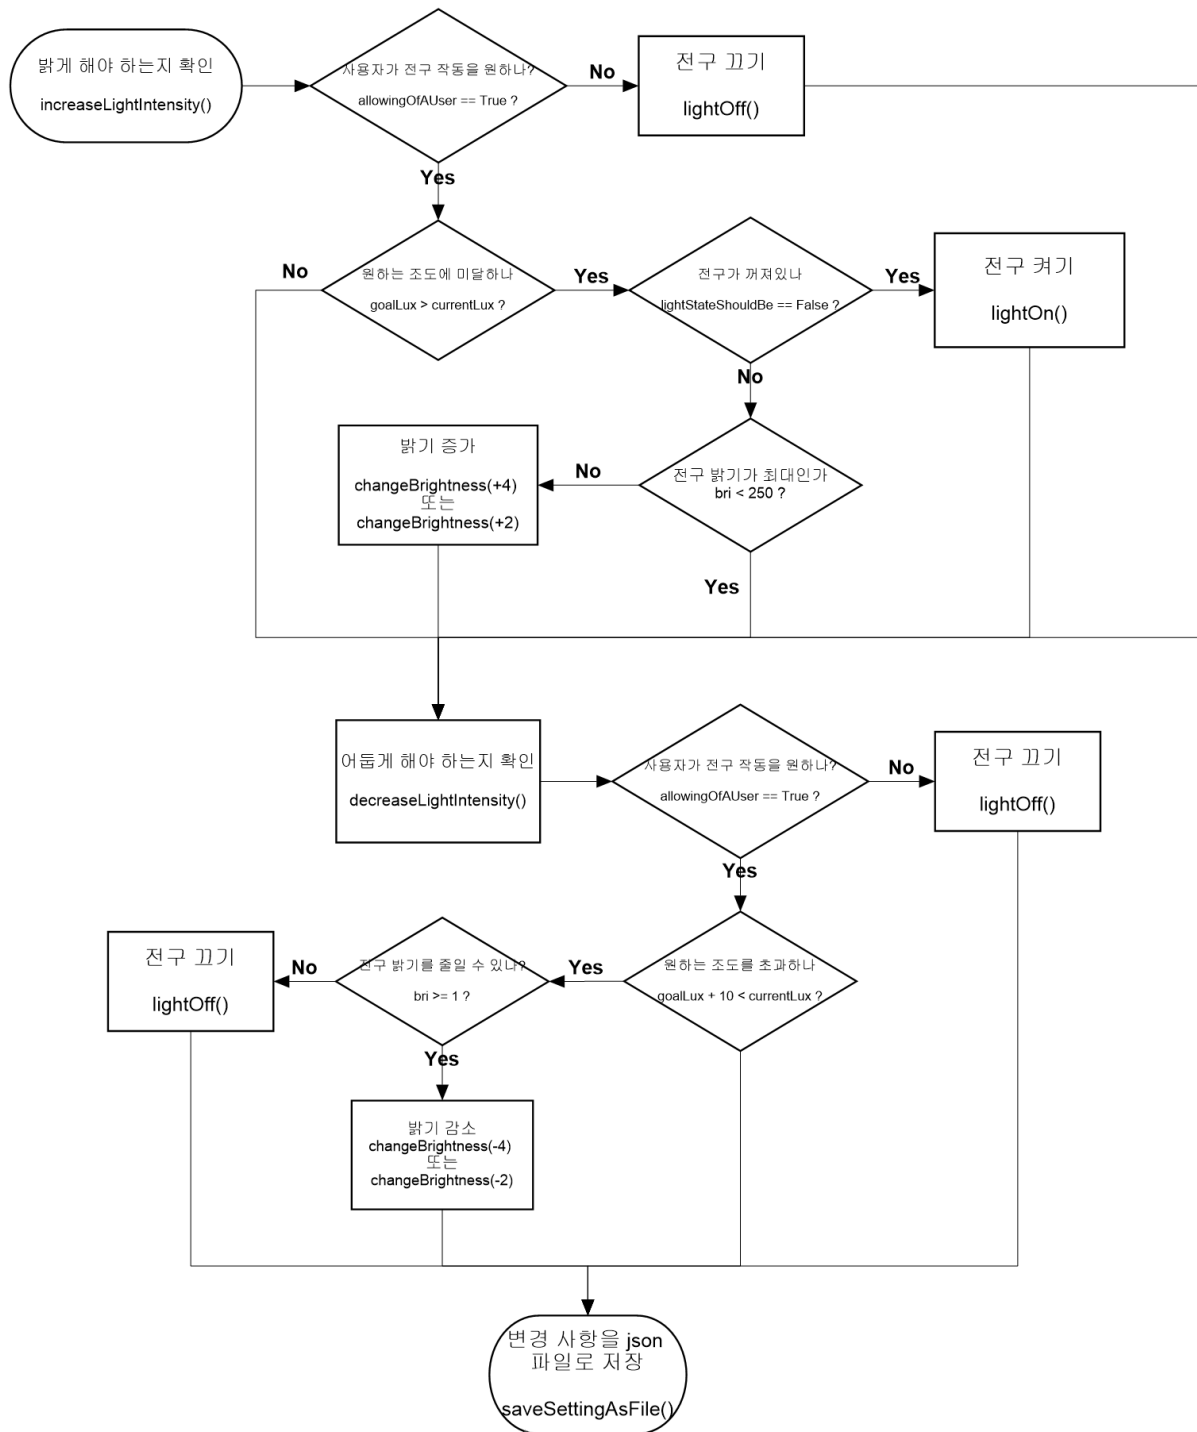 밝게 해야 하는지 확인
increaseLightIntensity()
사용자가 전구 작동을 원하나?
allowingOfAUser == True ?
No
전구 끄기
lightOff()
Yes
원하는 조도에 미달하나
goalLux > currentLux ?
No
Yes
전구가 꺼져있나
lightStateShouldBe == False ?
Yes
전구 켜기
lightOn()
No
전구 밝기가 최대인가
bri < 250 ?
No
밝기 증가
changeBrightness(+4)
또는
changeBrightness(+2)
Yes
어둡게 해야 하는지 확인
decreaseLightIntensity()
사용자가 전구 작동을 원하나?
allowingOfAUser == True ?
No
전구 끄기
lightOff()
Yes
원하는 조도를 초과하나
goalLux + 10 < currentLux ?
Yes
전구 밝기를 줄일 수 있나?
bri >= 1 ?
No
전구 끄기
lightOff()
Yes
밝기 감소
changeBrightness(-4)
또는
changeBrightness(-2)
변경 사항을 json
파일로 저장
saveSettingAsFile()